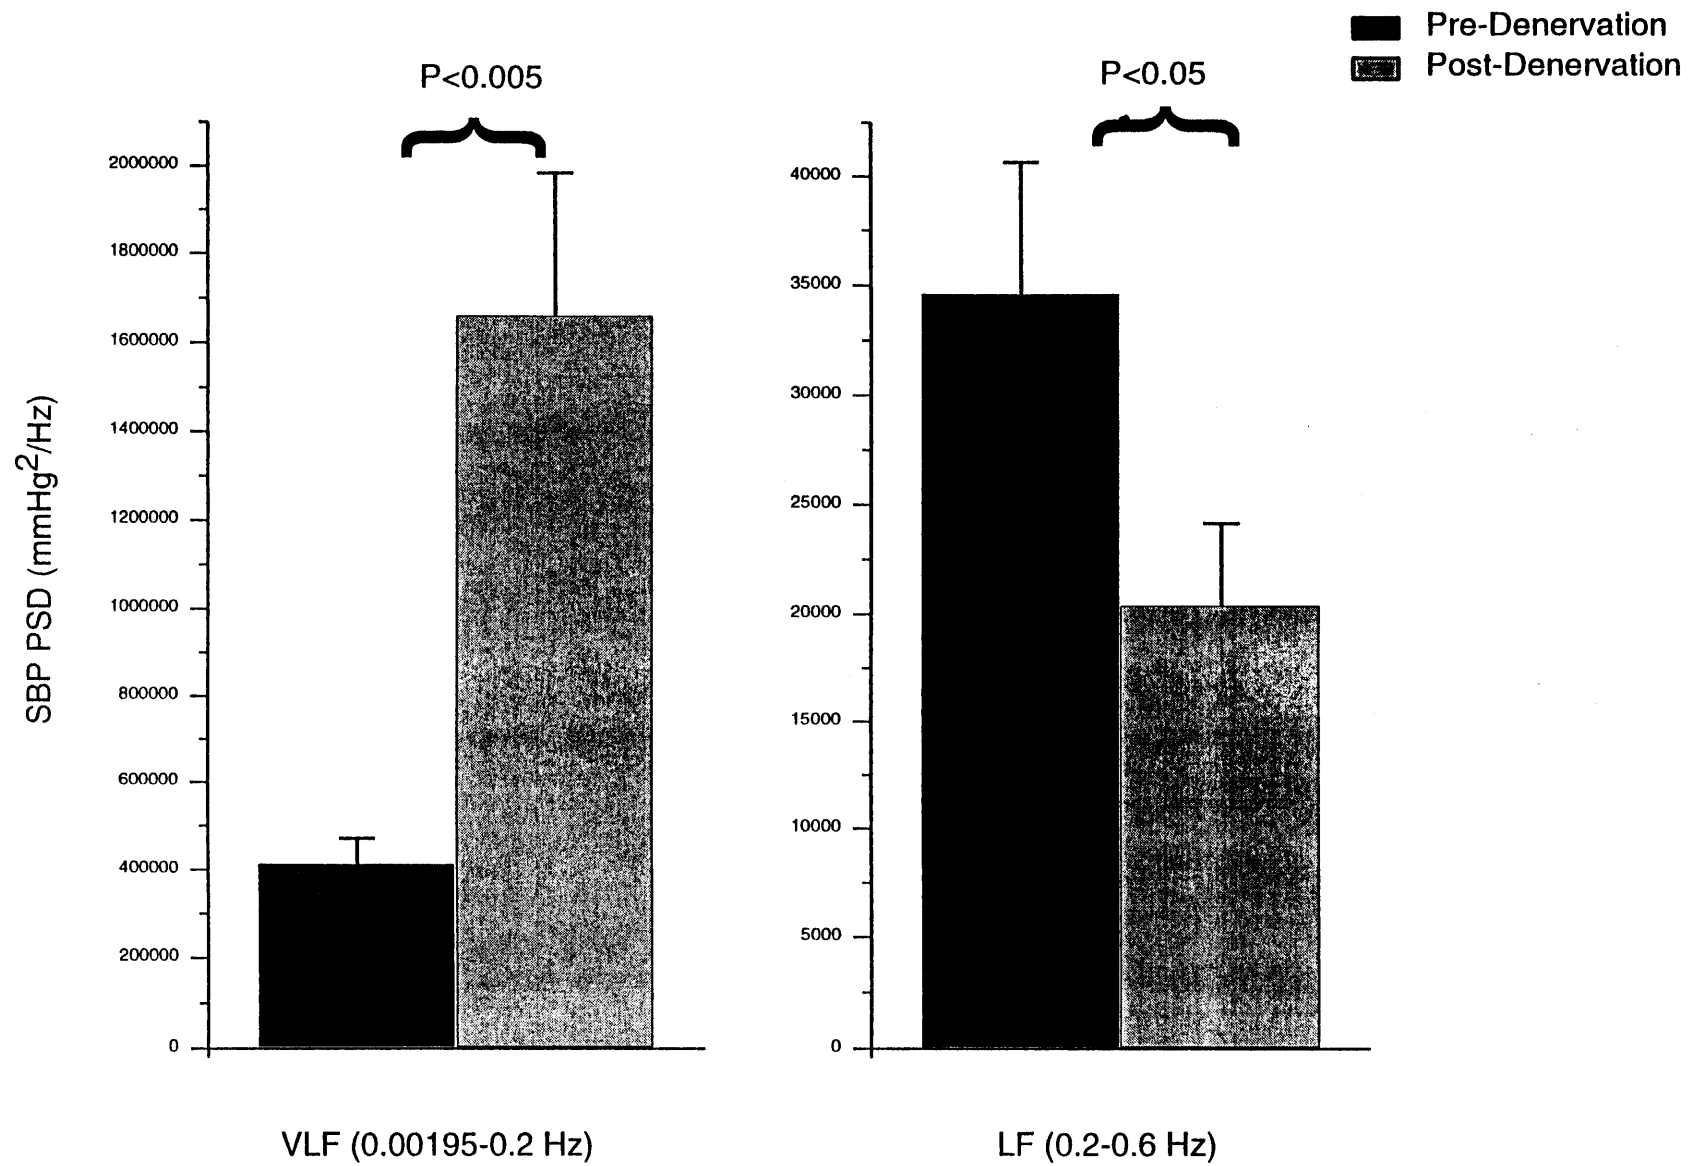 Pre-Denervation
Post-Denervation
P<0.005
P<0.05
SBP PSD (mmHg2/Hz)
2000000
1800000
1600000
1400000
1200000
1000000
800000
600000
400000
200000
0
40000
35000
30000
25000
20000
15000
10000
5000
0
VLF (0.00195-0.2 Hz)
LF (0.2-0.6 Hz)